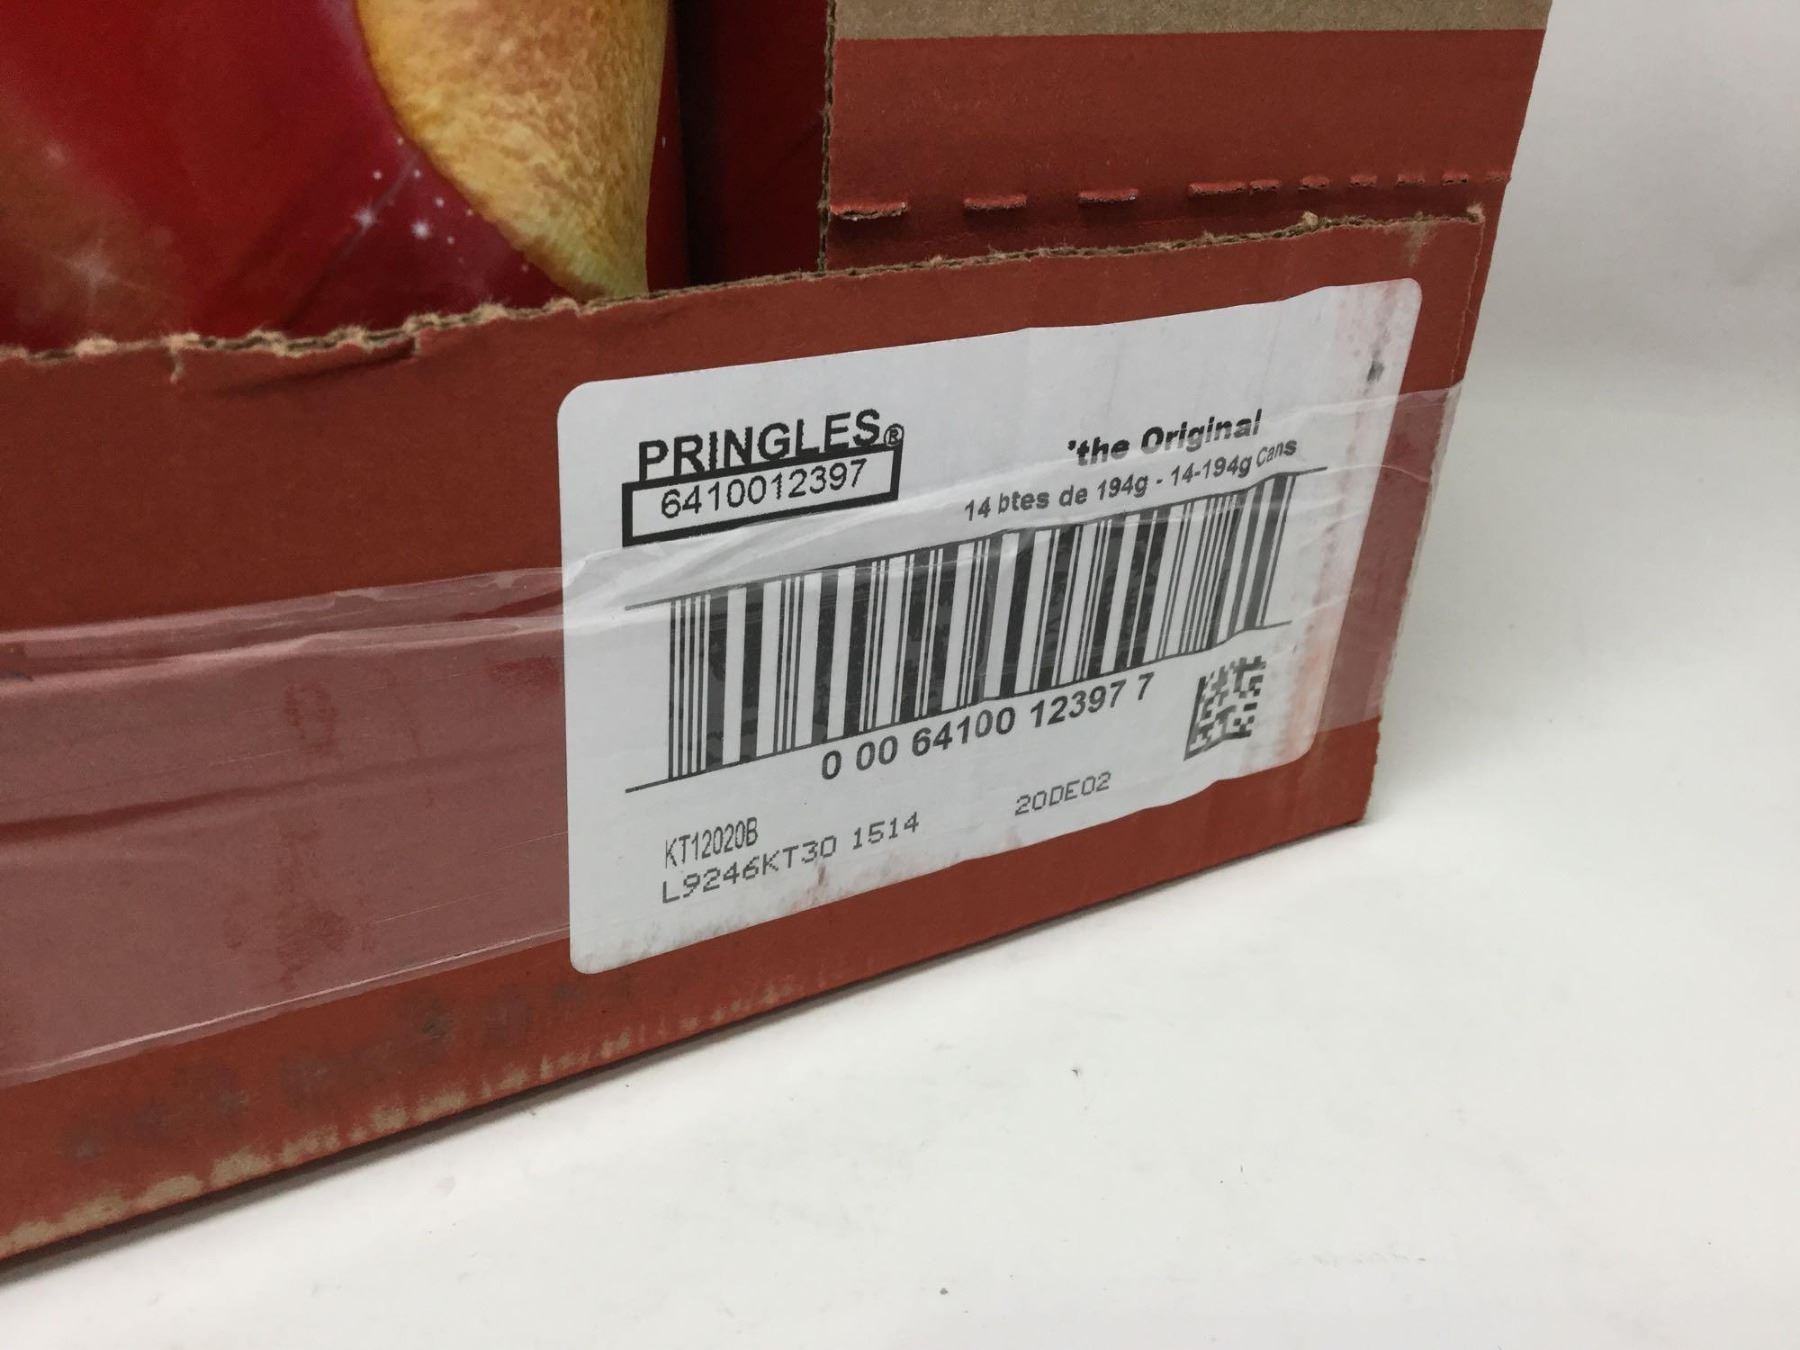 PRINGLES®
6410012397
'the Original
14 btes de 194g - 14-194g Cans
0 00 64100 12397 7
KT12020B
L9246KT30 1514
20DE02